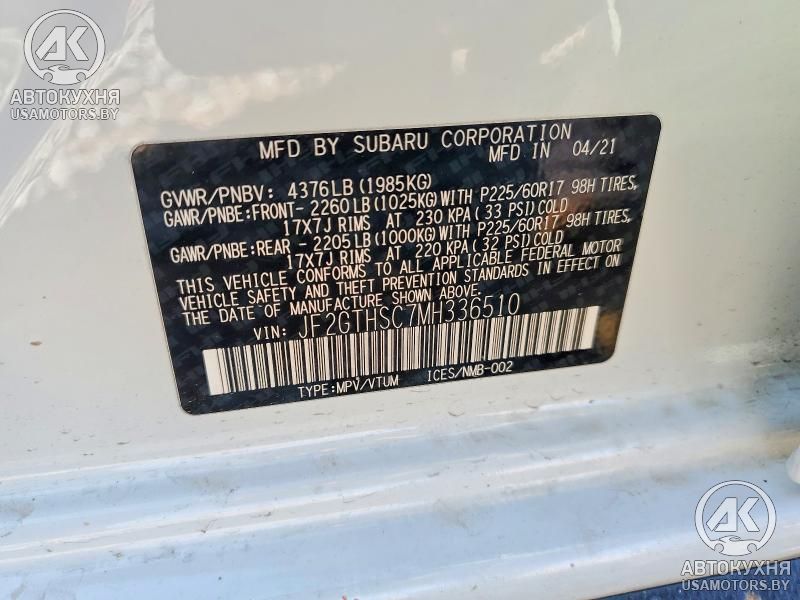 AK
АВТОКУХНЯ
USAMOTORS.BY
MFD BY SUBARU CORPORATION
MFD IN 04/21
GVWR/PNBV: 4376LB(1985KG)
GAWR/PNBE:FRONT-2260LB(1025KG)WITH P225/60R17 98H TIRES,
17X7J RIMS AT 230 KPA(33 PSI)COLD
GAWR/PNBE:REAR -2205LB(1000KG)WITH P225/60R17 98H TIRES,
17X7J RIMS AT 220 KPA(32 PSI)COLD
THIS VEHICLE CONFORMS TO ALL APPLICABLE FEDERAL MOTOR
VEHICLE SAFETY AND THEFT PREVENTION STANDARDS IN EFFECT ON
THE DATE OF MANUFACTURE SHOWN ABOVE.
VIN: JF2GTHSC7MH336510
TYPE:MPV/VTUM ICES/NMB-002
AK
АВТОКУХНЯ
USAMOTORS.BY